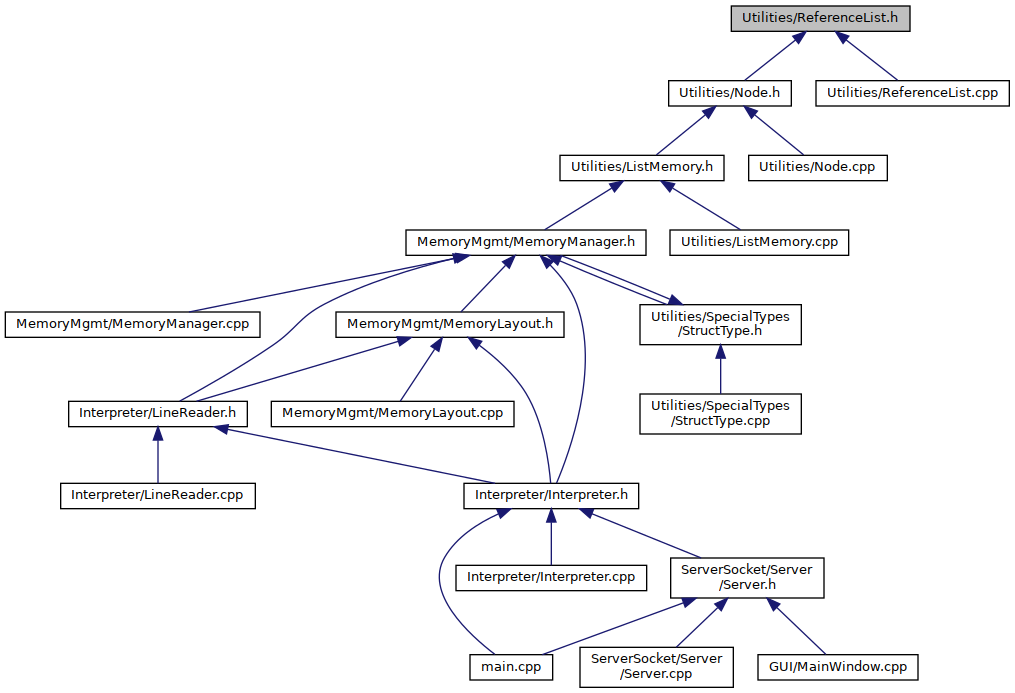 Utilities/ReferenceList.h
Utilities/Node.h
Utilities/ReferenceList.cpp
Utilities/ListMemory.h
Utilities/Node.cpp
MemoryMgmt/MemoryManager.h
Utilities/ListMemory.cpp
MemoryMgmt/MemoryManager.cpp
MemoryMgmt/MemoryLayout.h
Utilities/SpecialTypes
/StructType.h
Interpreter/LineReader.h
MemoryMgmt/MemoryLayout.cpp
Utilities/SpecialTypes
/StructType.cpp
Interpreter/LineReader.cpp
Interpreter/Interpreter.h
Interpreter/Interpreter.cpp
ServerSocket/Server
/Server.h
main.cpp
ServerSocket/Server
/Server.cpp
GUI/MainWindow.cpp